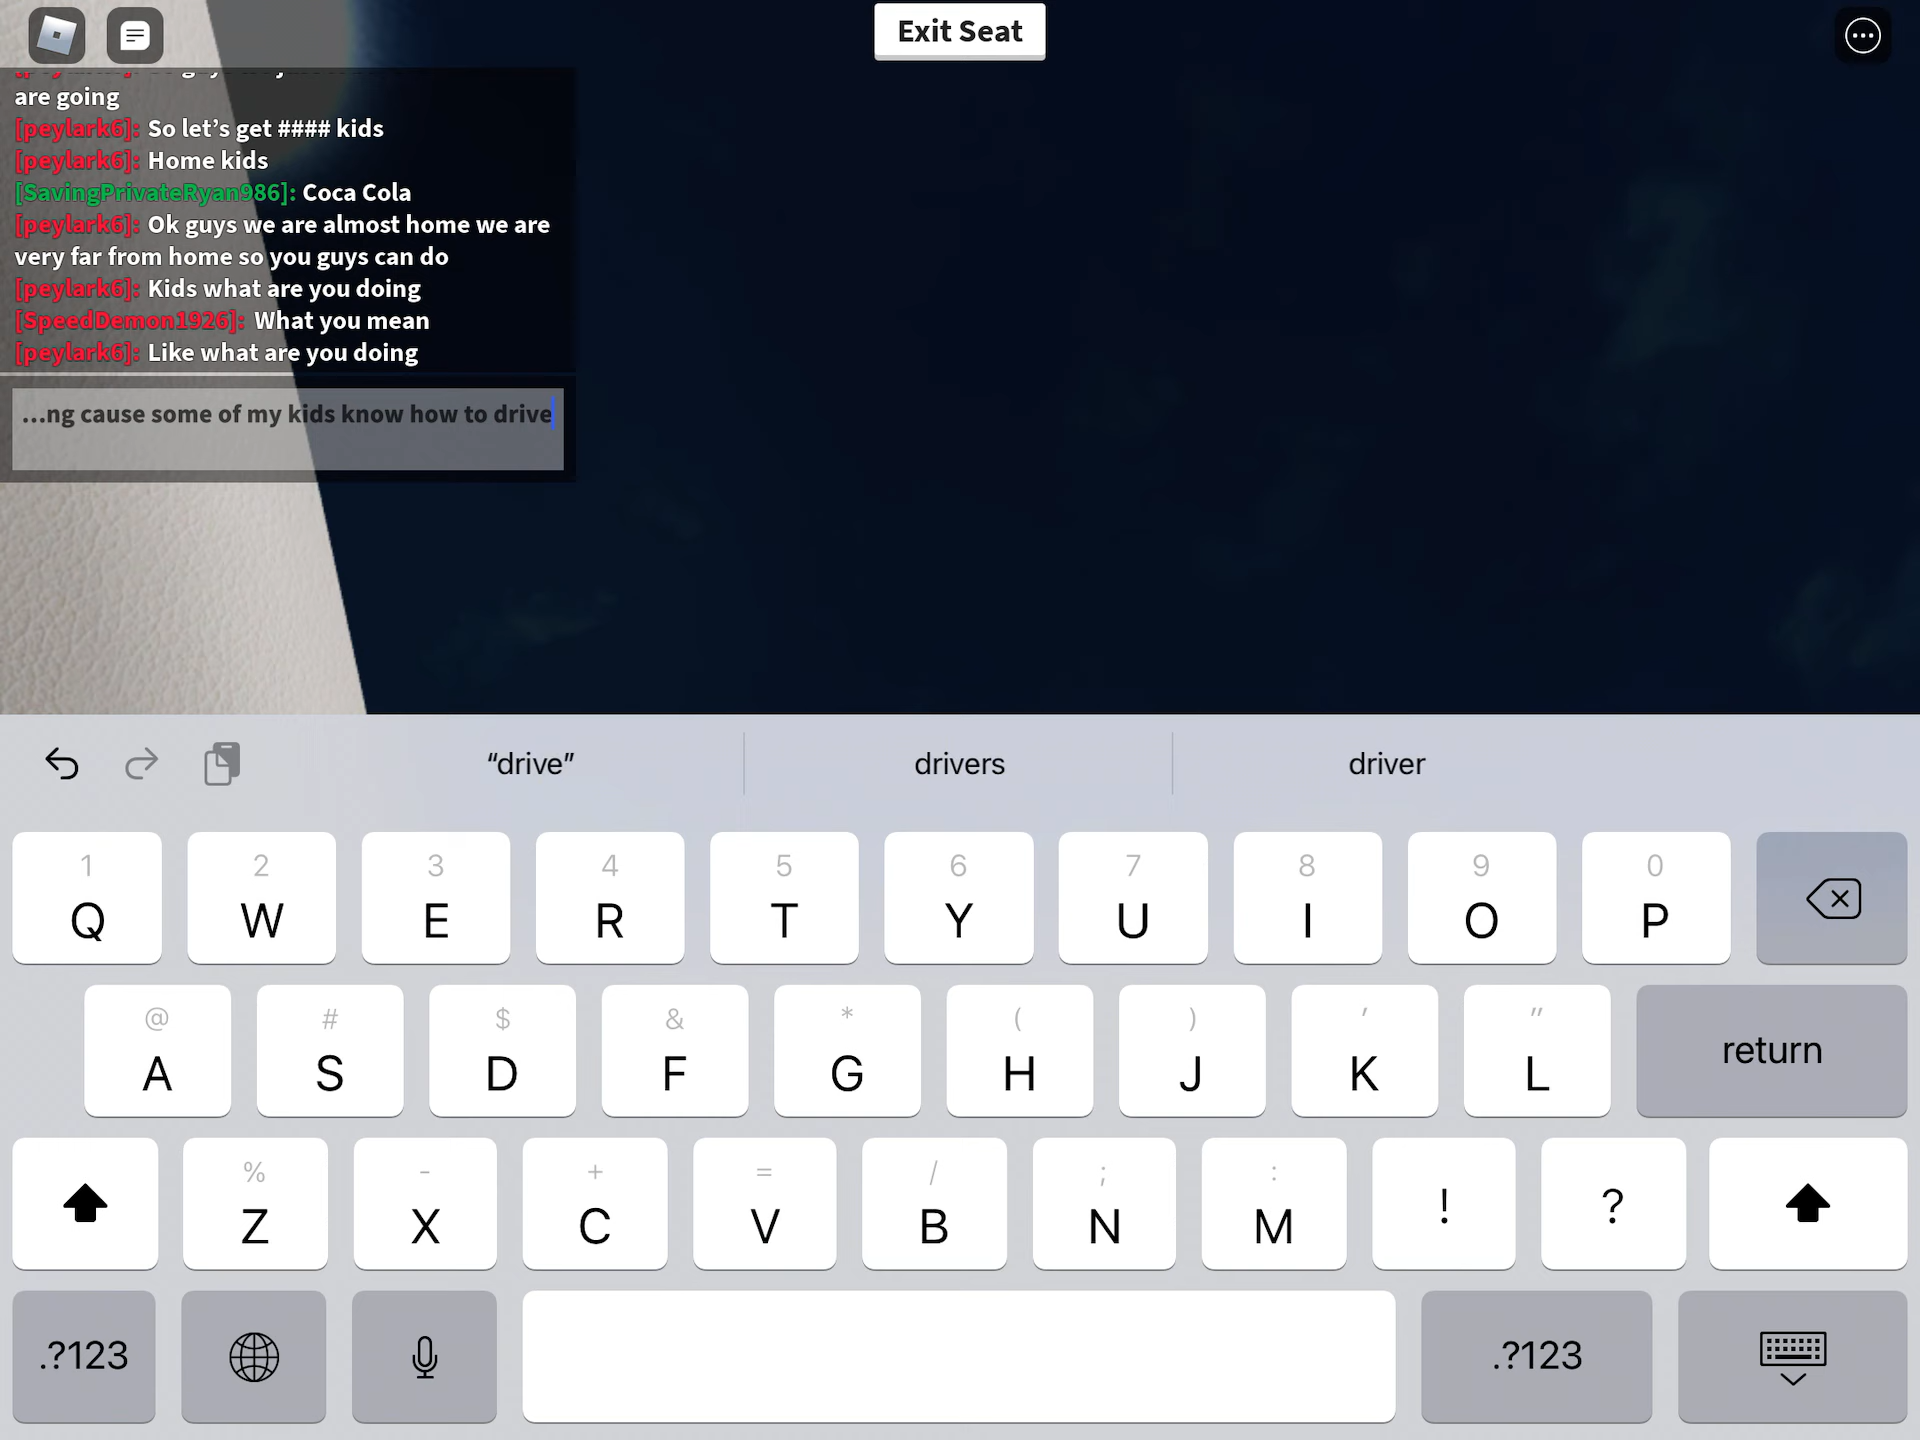 Exit Seat
are going
[peylark6]: So let’s get #### kids
[peylark6]: Home kids
[SavingPrivateRyan986]: Coca Cola
[peylark6]: Ok guys we are almost home we are
very far from home so you guys can do
[peylark6]: Kids what are you doing
[SpeedDemon1926]: What you mean
[peylark6]: Like what are you doing
...ng cause some of my kids know how to drive
“drive” drivers driver
1 2 3 4 5 6 7 8 9 0
Q W E R T Y U I O P
@ # $ & * ( ) ' "
A S D F G H J K L return
% - + = / ; :
Z X C V B N M ! ?
.?123 .?123